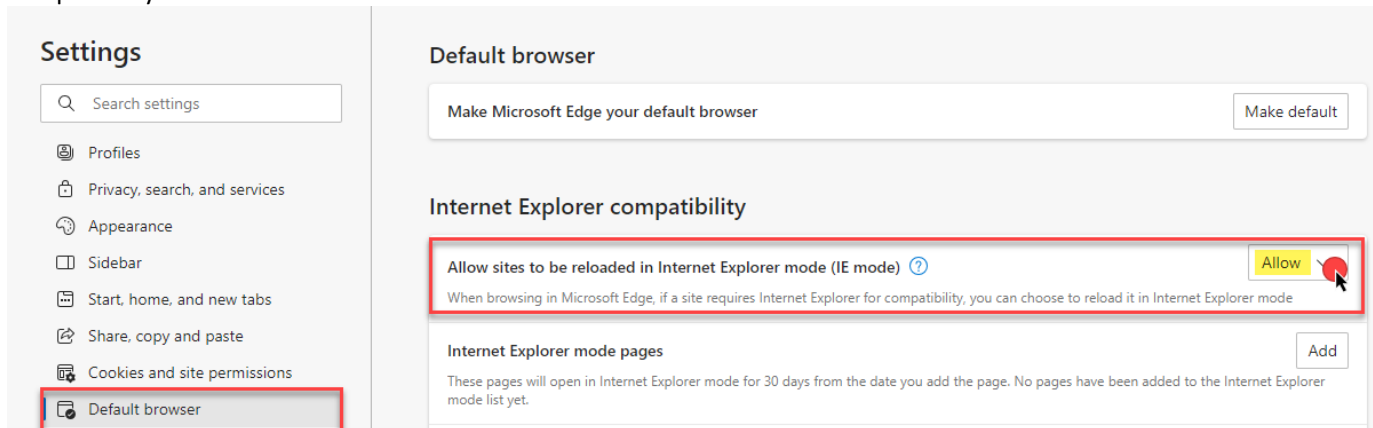 Settings
Search settings
Profiles
Privacy, search, and services
Appearance
Sidebar
Start, home, and new tabs
Share, copy and paste
Cookies and site permissions
Default browser
Default browser
Make Microsoft Edge your default browser
Make default
Internet Explorer compatibility
Allow sites to be reloaded in Internet Explorer mode (IE mode) ?
Allow
When browsing in Microsoft Edge, if a site requires Internet Explorer for compatibility, you can choose to reload it in Internet Explorer mode
Internet Explorer mode pages
Add
These pages will open in Internet Explorer mode for 30 days from the date you add the page. No pages have been added to the Internet Explorer
mode list yet.